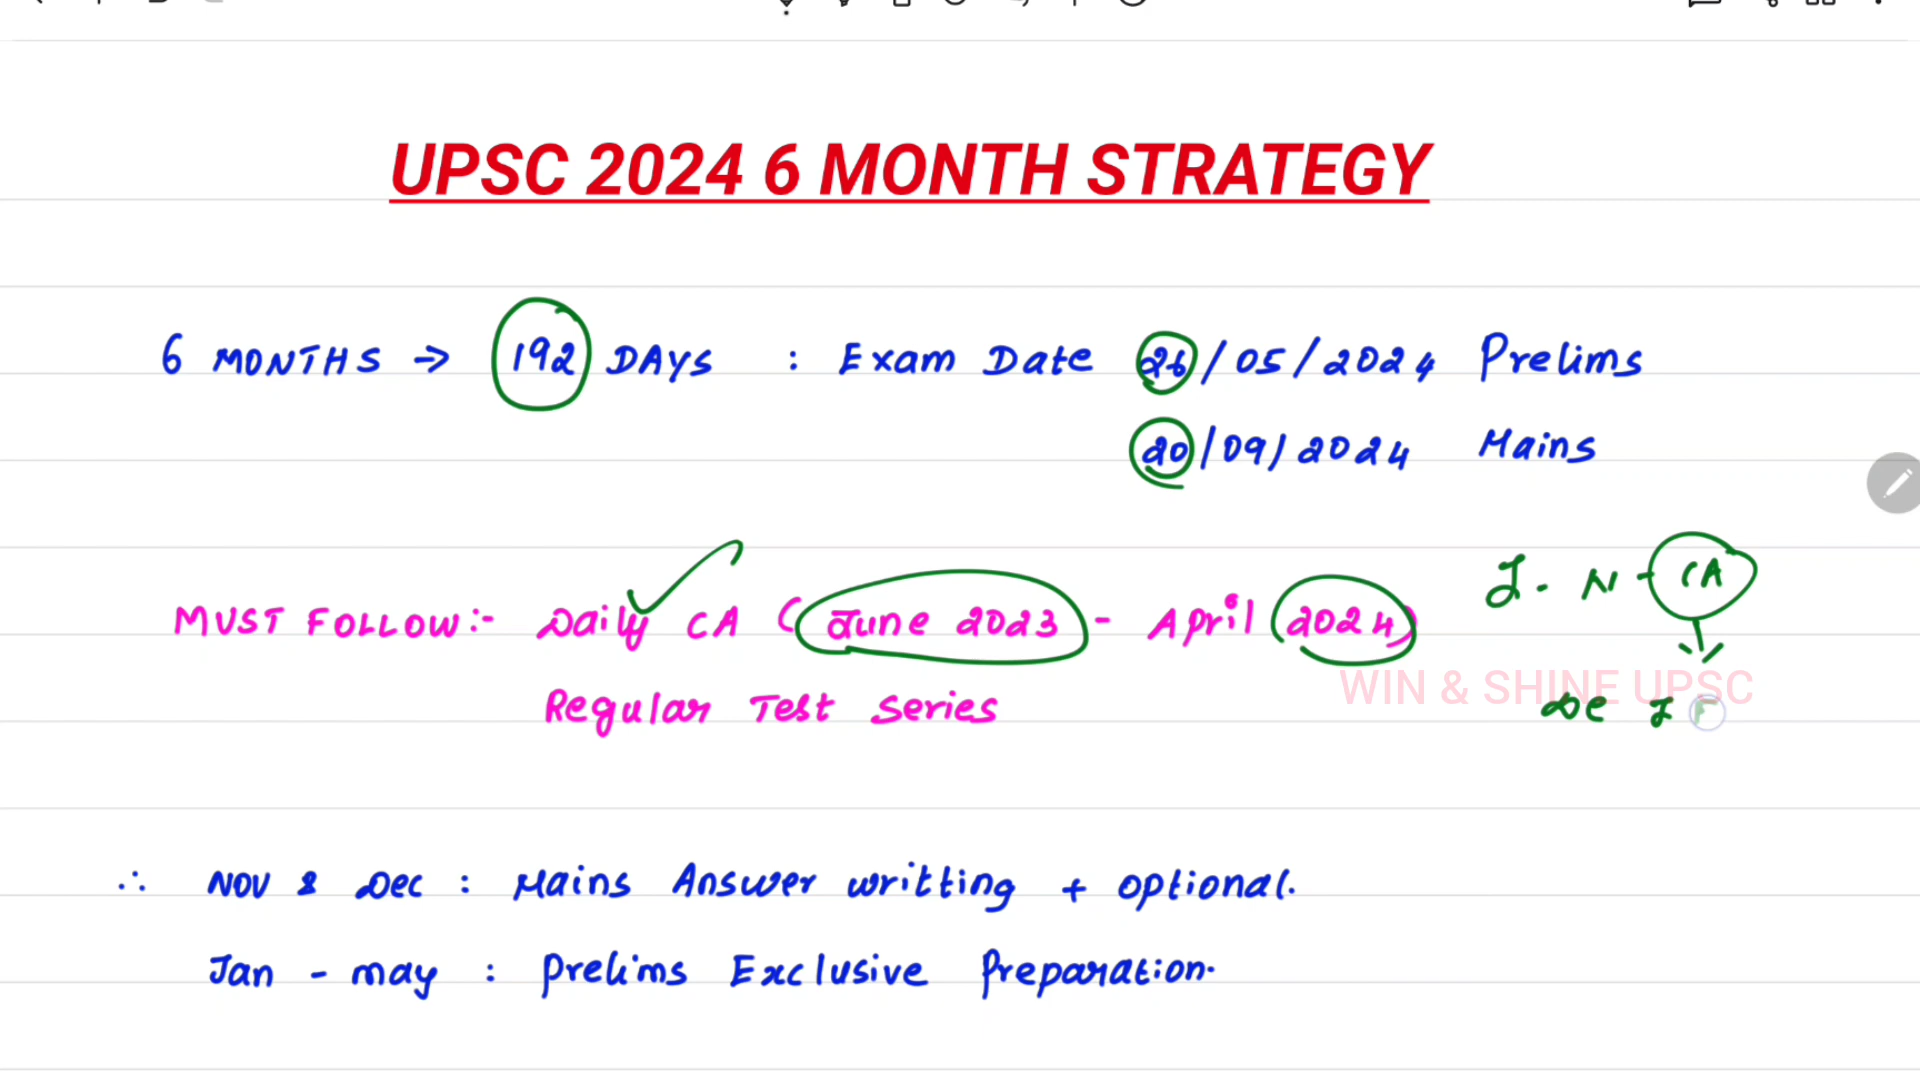 UPSC 2024 6 MONTH STRATEGY
6 MONTHS → 192 DAYS : Exam Date 26/05/2024 Prelims
20/09/2024 Mains
J. N - CA
MUST FOLLOW:- Daily CA (June 2023 - April 2024)
WIN & SHINE UPSC
Regular Test Series
∴ NOV & Dec : Mains Answer writting + optional.
Jan - may : Prelims Exclusive Preparation.